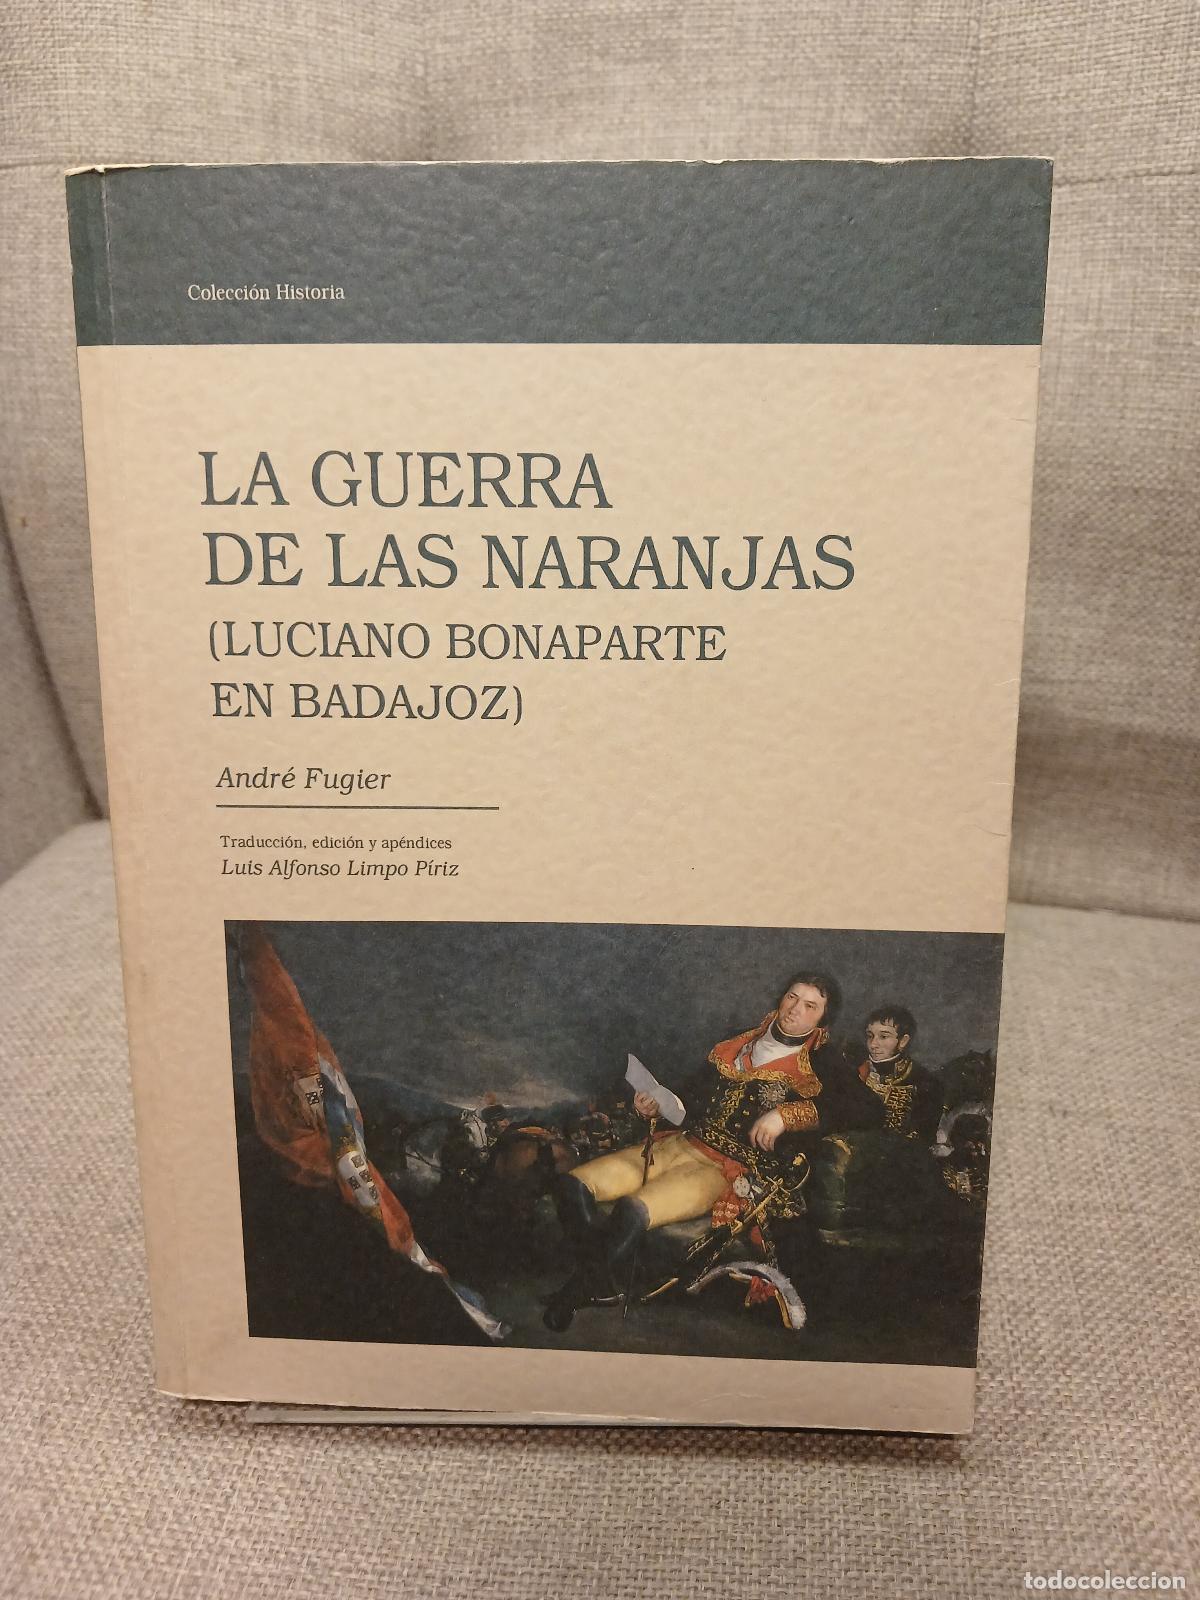 Colección Historia
LA GUERRA
DE LAS NARANJAS
(LUCIANO BONAPARTE
EN BADAJOZ)
André Fugier
Traducción, edición y apéndices
Luis Alfonso Limpo Píriz
todocoleccion